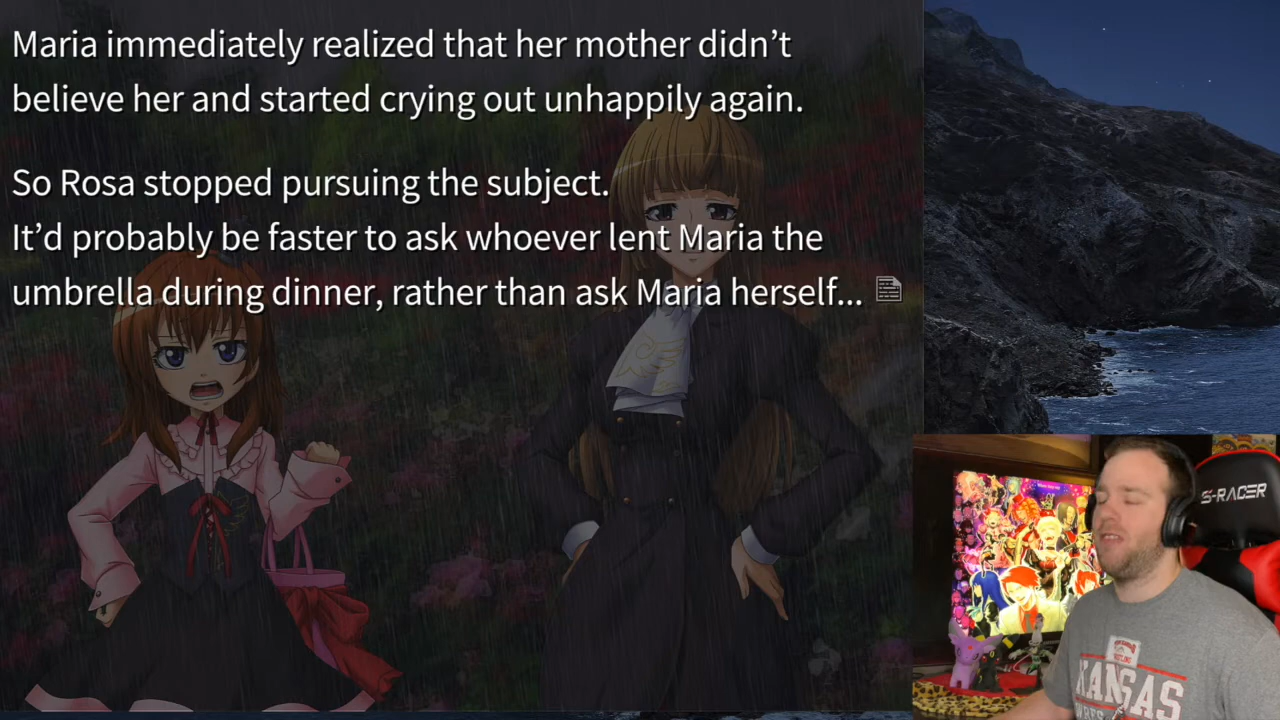 Maria immediately realized that her mother didn't
believe her and started crying out unhappily again.
So Rosa stopped pursuing the subject.
It'd probably be faster to ask whoever lent Maria the
umbrella during dinner, rather than ask Maria herself...
S-RACER
KANSAS